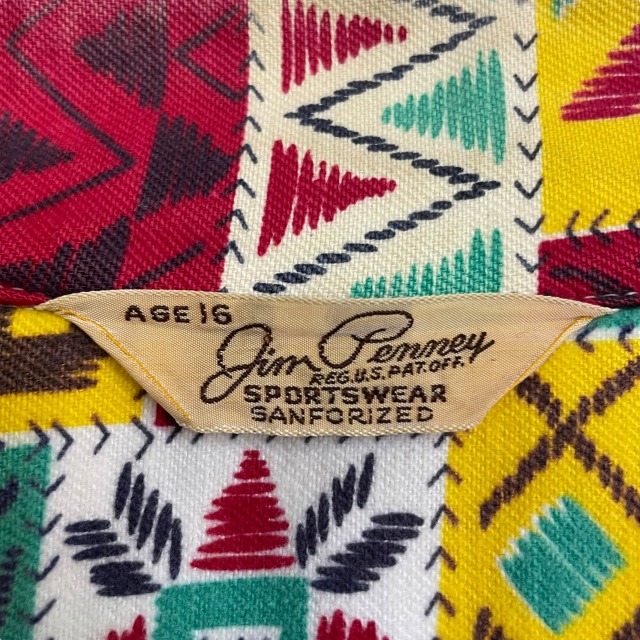 AGE 16
Jim Penney
REG. U.S. PAT. OFF.
SPORTSWEAR
SANFORIZED